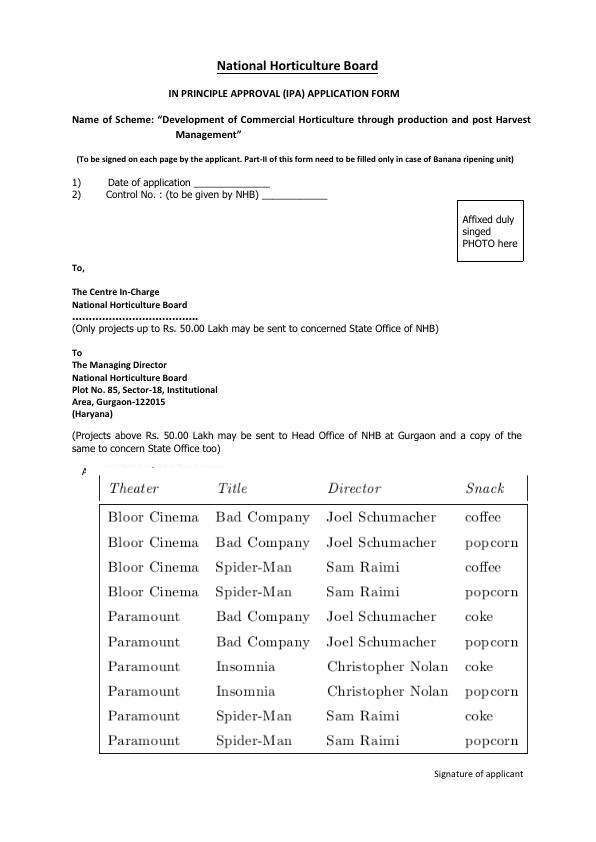 National Horticulture Board
IN PRINCIPLE APPROVAL (IPA) APPLICATION FORM
Name of Scheme: “Development of Commercial Horticulture through production and post Harvest
Management”
(To be signed on each page by the applicant. Part-II of this form need to be filled only in case of Banana ripening unit)
1) Date of application _______________
2) Control No. : (to be given by NHB) _____________
Affixed duly
singed
PHOTO here
To,
The Centre In-Charge
National Horticulture Board
......................................
(Only projects up to Rs. 50.00 Lakh may be sent to concerned State Office of NHB)
To
The Managing Director
National Horticulture Board
Plot No. 85, Sector-18, Institutional
Area, Gurgaon-122015
(Haryana)
(Projects above Rs. 50.00 Lakh may be sent to Head Office of NHB at Gurgaon and a copy of the
same to concern State Office too)
Theater Title Director Snack
Bloor Cinema Bad Company Joel Schumacher coffee
Bloor Cinema Bad Company Joel Schumacher popcorn
Bloor Cinema Spider-Man Sam Raimi coffee
Bloor Cinema Spider-Man Sam Raimi popcorn
Paramount Bad Company Joel Schumacher coke
Paramount Bad Company Joel Schumacher popcorn
Paramount Insomnia Christopher Nolan coke
Paramount Insomnia Christopher Nolan popcorn
Paramount Spider-Man Sam Raimi coke
Paramount Spider-Man Sam Raimi popcorn
Signature of applicant